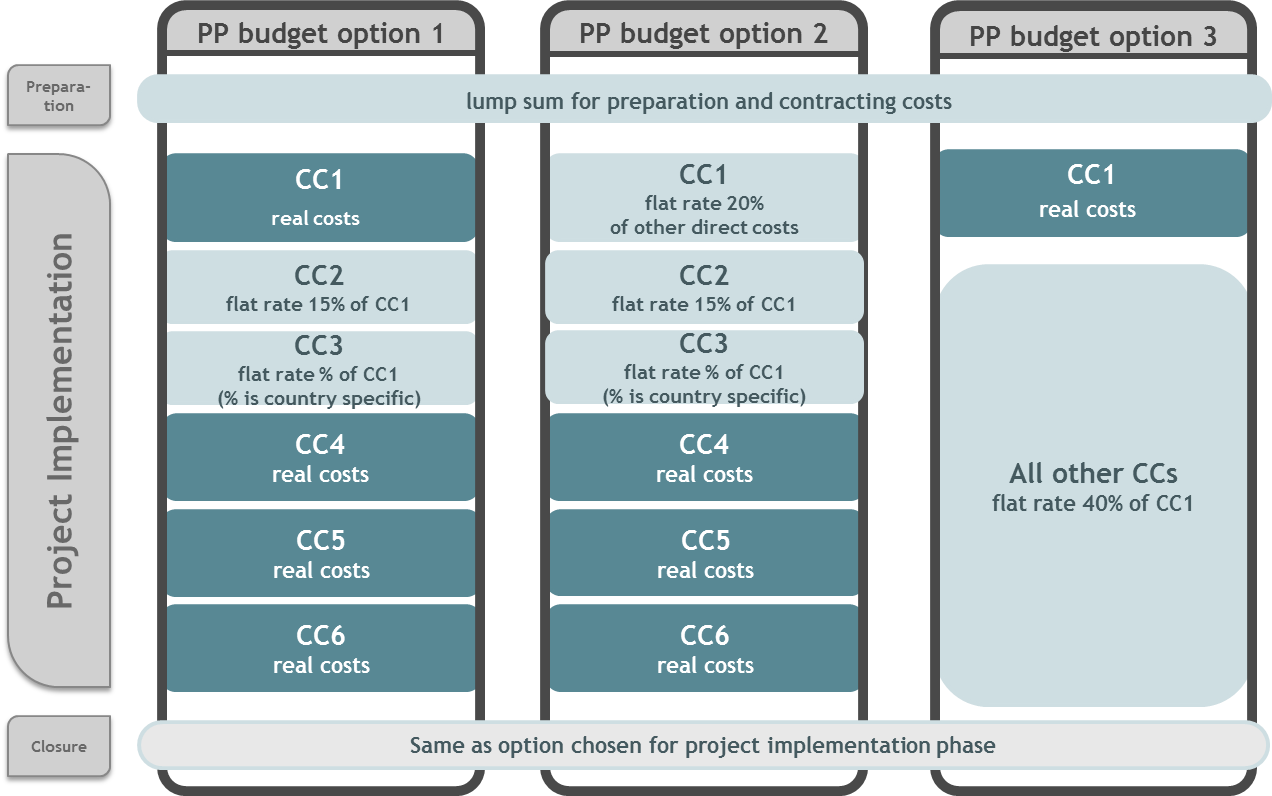 PP budget option 1
PP budget option 2
PP budget option 3
Prepara-
tion
lump sum for preparation and contracting costs
Project Implementation
CC1
real costs
CC2
flat rate 15% of CC1
CC3
flat rate % of CC1
(% is country specific)
CC4
real costs
CC5
real costs
CC6
real costs
CC1
flat rate 20%
of other direct costs
CC2
flat rate 15% of CC1
CC3
flat rate % of CC1
(% is country specific)
CC4
real costs
CC5
real costs
CC6
real costs
CC1
real costs
All other CCs
flat rate 40% of CC1
Closure
Same as option chosen for project implementation phase